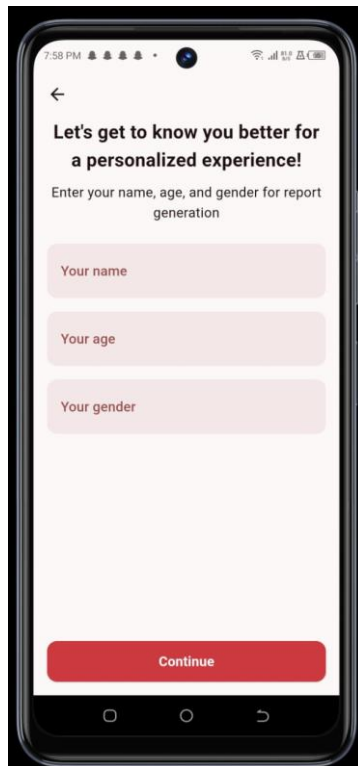 7:58 PM
Let's get to know you better for
a personalized experience!
Enter your name, age, and gender for report
generation
Your name
Your age
Your gender
Continue